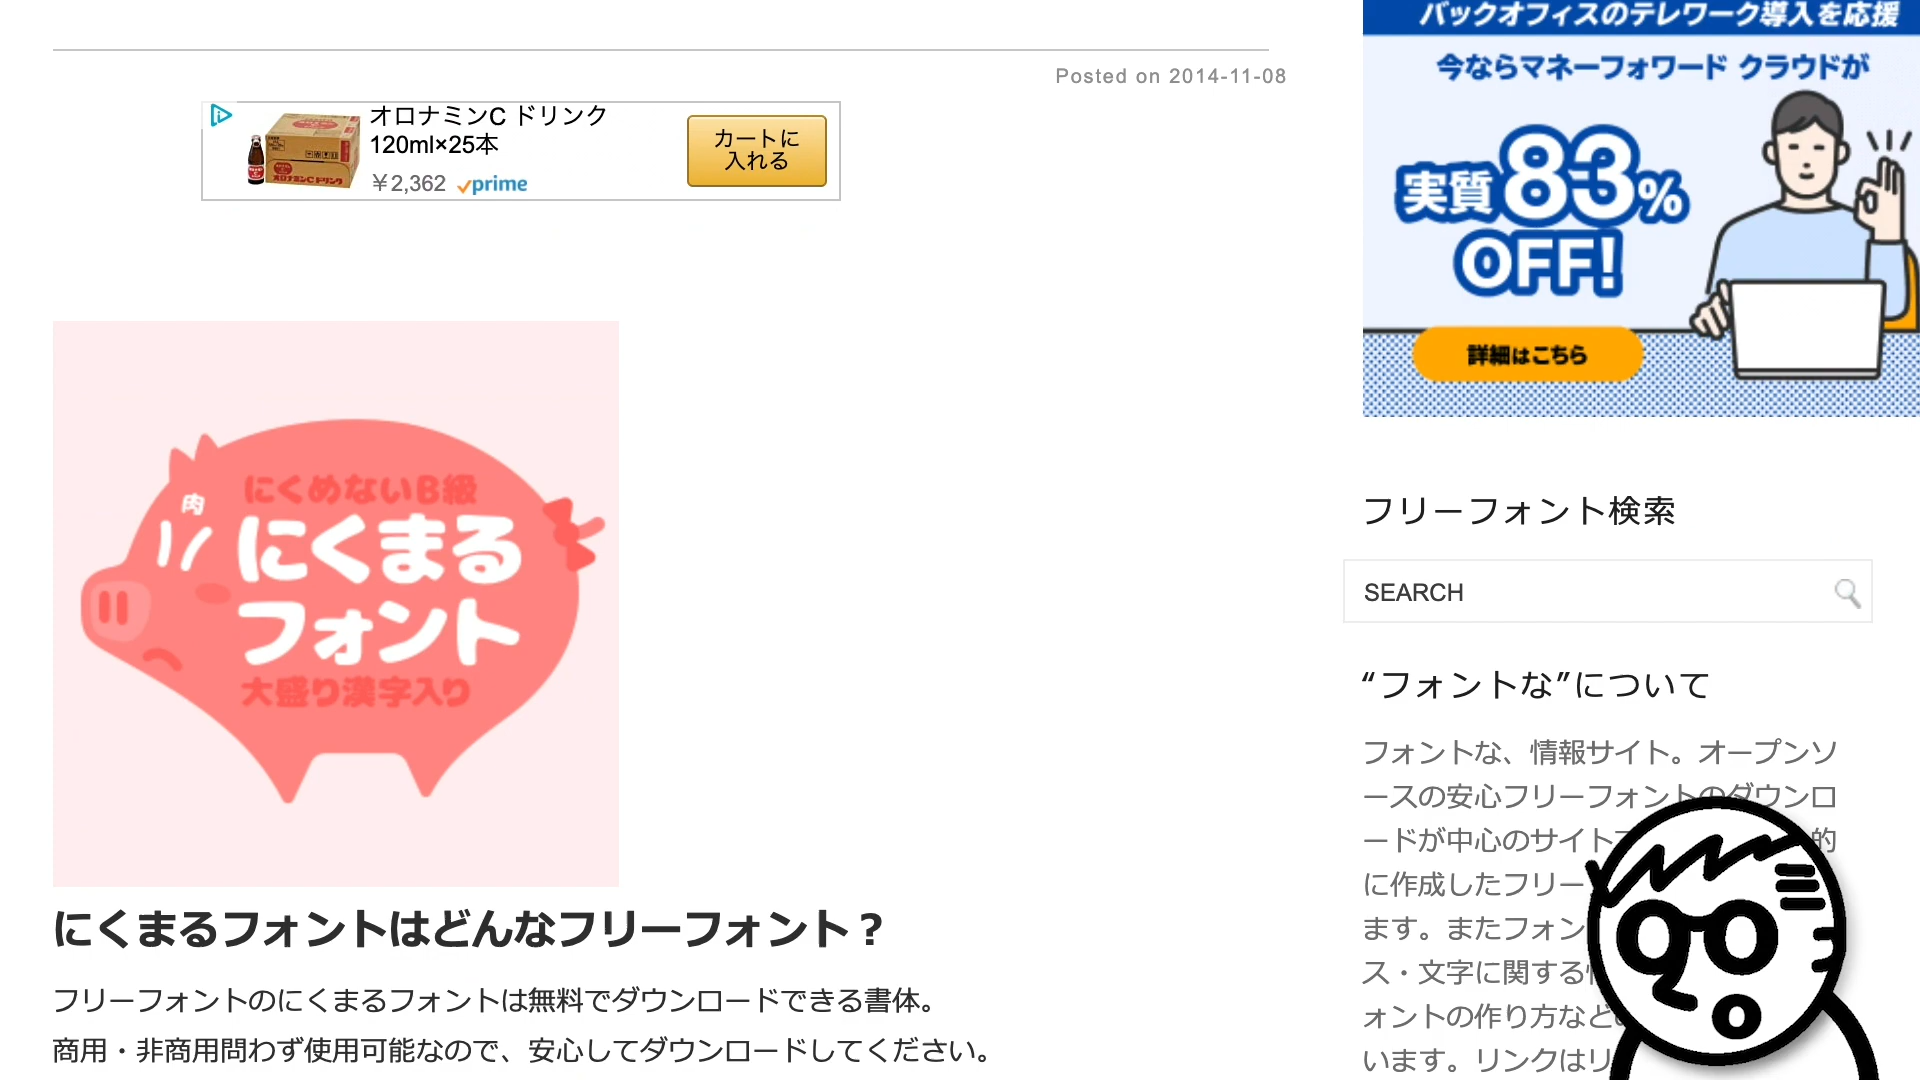 Posted on 2014-11-08
オロナミンC ドリンク
120ml×25本
￥2,362 prime
カートに
入れる
肉
にくめないB級
にくまる
フォント
大盛り漢字入り
にくまるフォントはどんなフリーフォント？
フリーフォントのにくまるフォントは無料でダウンロードできる書体。
商用・非商用問わず使用可能なので、安心してダウンロードしてください。
バックオフィスのテレワーク導入を応援
今ならマネーフォワード クラウドが
実質83%
OFF!
詳細はこちら
フリーフォント検索
SEARCH
“フォントな”について
フォントな、情報サイト。オープンソ
ースの安心フリーフォントのダウンロ
ードが中心のサイト 的
に作成したフリー
ます。またフォン
ス・文字に関する
ォントの作り方など
います。リンクはリ